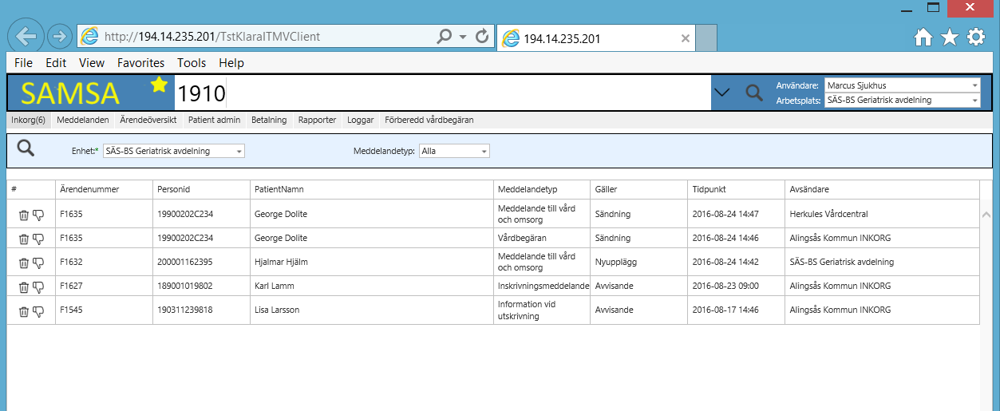 http://194.14.235.201/TstKlaraITMVClient
194.14.235.201
File Edit View Favorites Tools Help
SAMSA
1910
Användare: Marcus Sjukhus
Arbetsplats: SÄS-BS Geriatrisk avdelning
Inkorg(6) Meddelanden Ärendeöversikt Patient admin Betalning Rapporter Loggar Förberedd vårdbegäran
Enhet:* SÄS-BS Geriatrisk avdelning Meddelandetyp: Alla
# Ärendenummer Personid PatientNamn Meddelandetyp Gäller Tidpunkt Avsändare
F1635 19900202C234 George Dolite Meddelande till vård och omsorg Sändning 2016-08-24 14:47 Herkules Vårdcentral
F1635 19900202C234 George Dolite Vårdbegäran Sändning 2016-08-24 14:46 Alingsås Kommun INKORG
F1632 200001162395 Hjalmar Hjälm Meddelande till vård och omsorg Nyupplägg 2016-08-24 14:42 SÄS-BS Geriatrisk avdelning
F1627 189001019802 Karl Lamm Inskrivningsmeddelande Avvisande 2016-08-23 09:00 Alingsås Kommun INKORG
F1545 190311239818 Lisa Larsson Information vid utskrivning Avvisande 2016-08-17 14:46 Alingsås Kommun INKORG